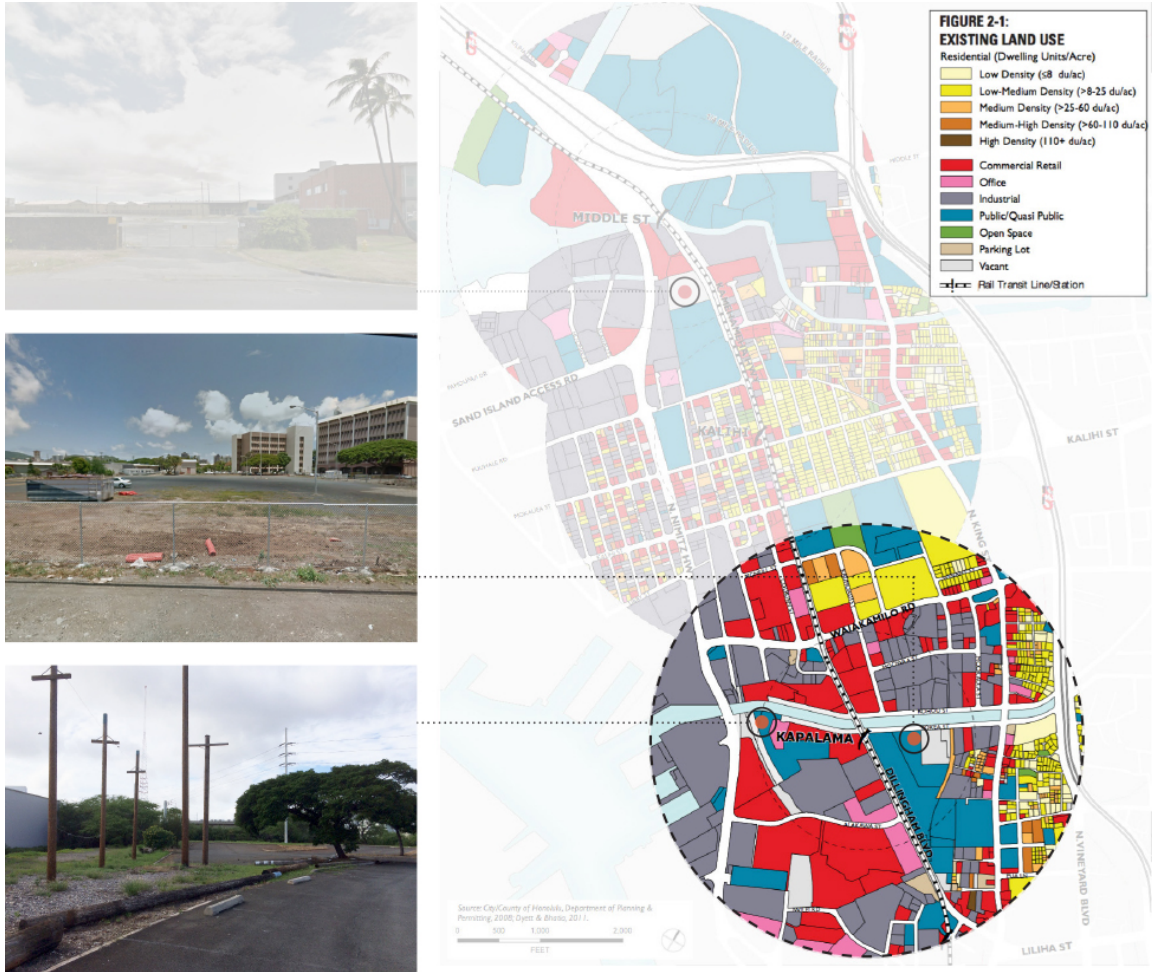 FIGURE 2-1:
EXISTING LAND USE
Residential (Dwelling Units/Acre)
Low Density (≤8 du/ac)
Low-Medium Density (>8-25 du/ac)
Medium Density (>25-60 du/ac)
Medium-High Density (>60-110 du/ac)
High Density (110+ du/ac)
Commercial Retail
Office
Industrial
Public/Quasi Public
Open Space
Parking Lot
Vacant
Rail Transit Line/Station
MIDDLE ST
MIDDLE ST
SAND ISLAND ACCESS RD
KALIHI
KALIHI ST
N. NIMITZ HWY
N KING ST
WAIAKAMILO RD
KAPALAMA
DILLINGHAM BLVD
N. VINEYARD BLVD
LILIHA ST
Source: City/County of Honolulu, Department of Planning &
Permitting, 2008; Dyett & Bhatia, 2011.
0 500 1,000 2,000
FEET